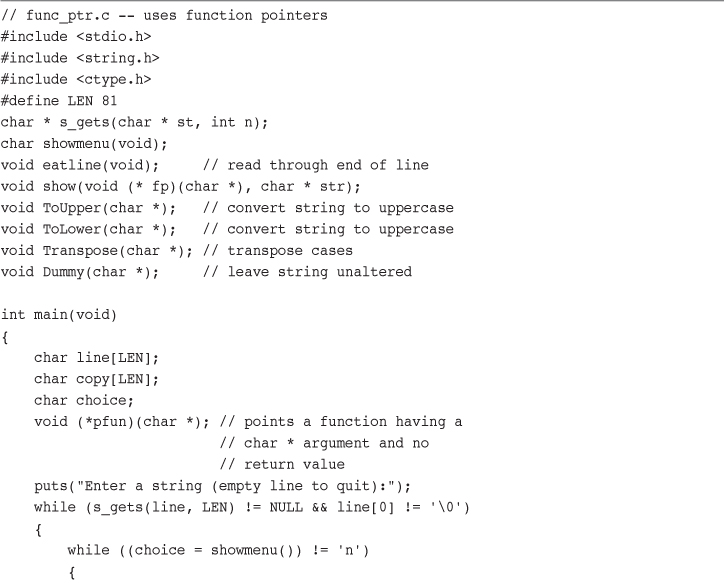 // func_ptr.c -- uses function pointers
#include <stdio.h>
#include <string.h>
#include <ctype.h>
#define LEN 81
char * s_gets(char * st, int n);
char showmenu(void);
void eatline(void);     // read through end of line
void show(void (* fp)(char *), char * str);
void ToUpper(char *);   // convert string to uppercase
void ToLower(char *);   // convert string to uppercase
void Transpose(char *); // transpose cases
void Dummy(char *);     // leave string unaltered

int main(void)
{
    char line[LEN];
    char copy[LEN];
    char choice;
    void (*pfun)(char *); // points a function having a
                          // char * argument and no
                          // return value
    puts("Enter a string (empty line to quit):");
    while (s_gets(line, LEN) != NULL && line[0] != '\0')
    {
        while ((choice = showmenu()) != 'n')
        {